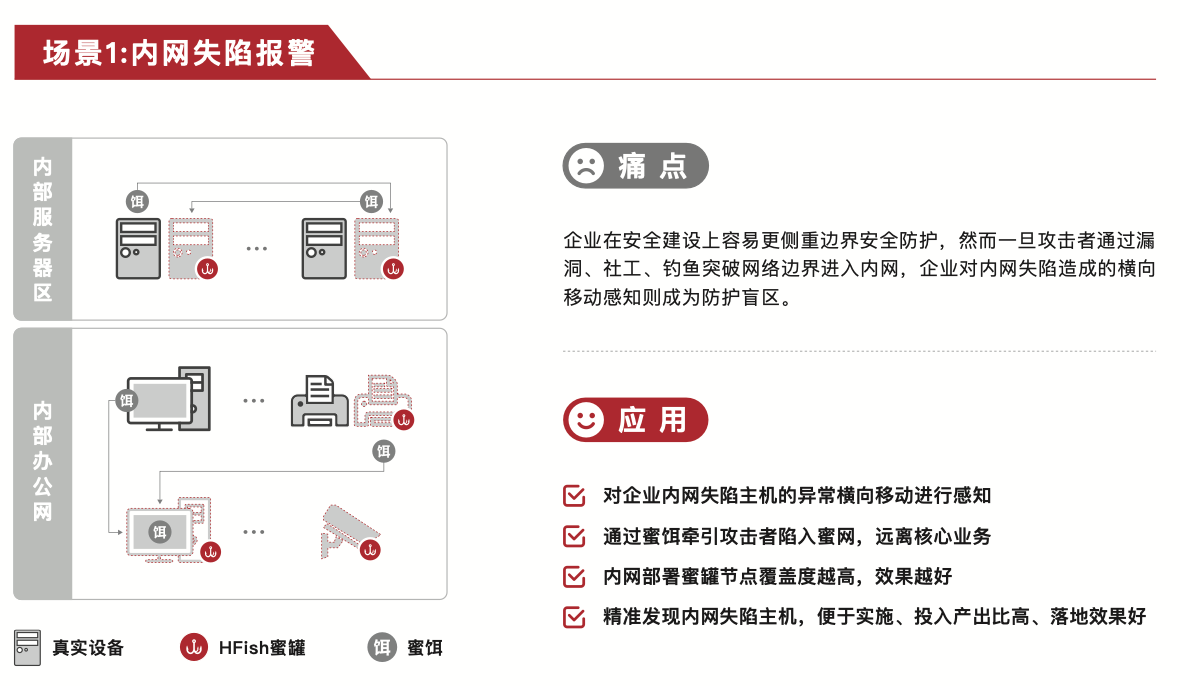 场景1:内网失陷报警
内部服务器区
饵
饵
内部办公网
饵
饵
饵
真实设备
HFish蜜罐
饵 蜜饵
痛点
企业在安全建设上容易更侧重边界安全防护，然而一旦攻击者通过漏
洞、社工、钓鱼突破网络边界进入内网，企业对内网失陷造成的横向
移动感知则成为防护盲区。
应用
对企业内网失陷主机的异常横向移动进行感知
通过蜜饵牵引攻击者陷入蜜网，远离核心业务
内网部署蜜罐节点覆盖度越高，效果越好
精准发现内网失陷主机，便于实施、投入产出比高、落地效果好